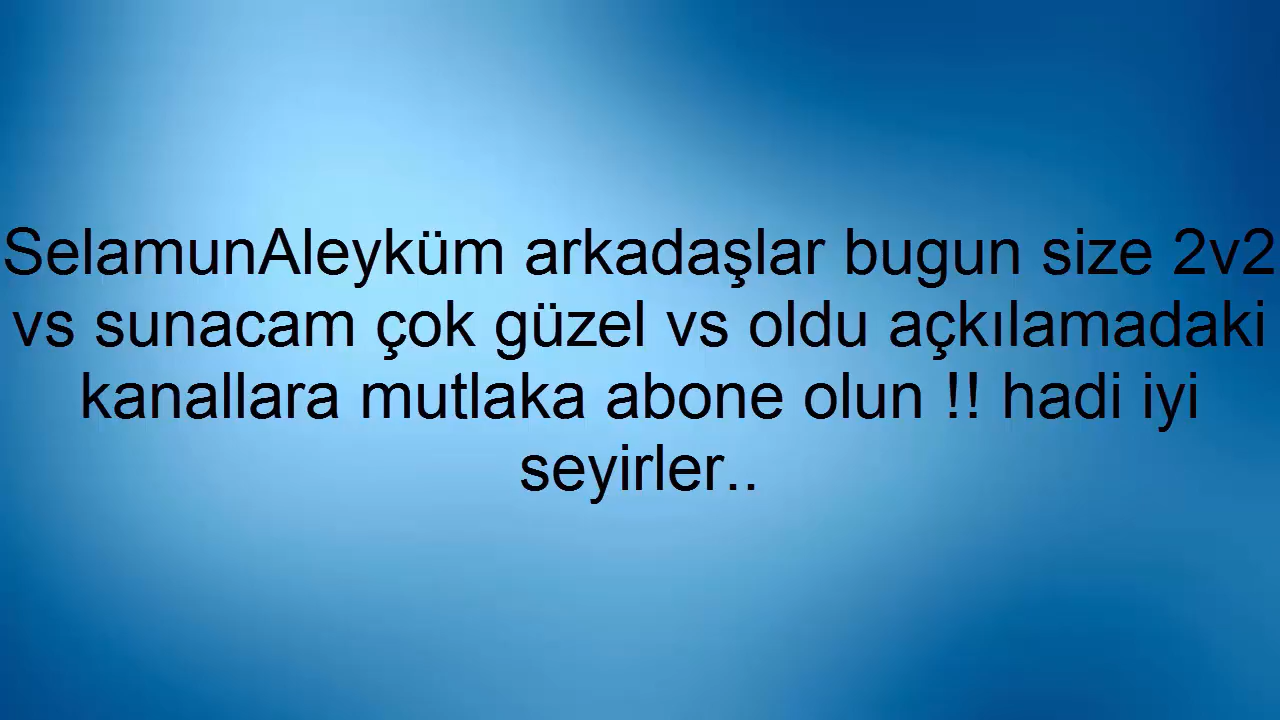 SelamunAleyküm arkadaşlar bugun size 2v2
vs sunacam çok güzel vs oldu açkılamadaki
kanallara mutlaka abone olun !! hadi iyi
seyirler..